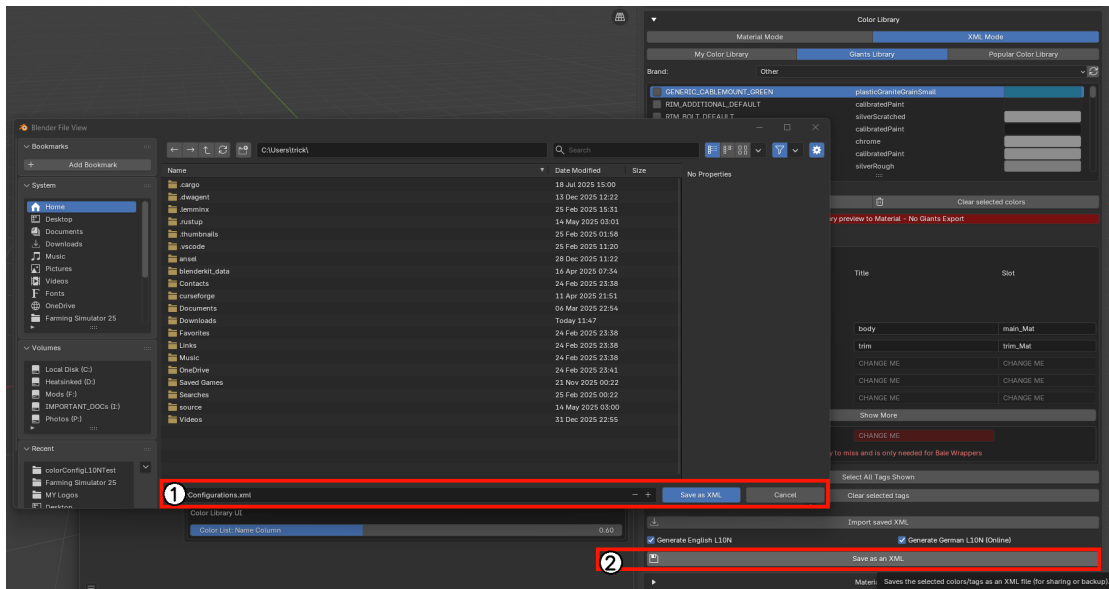 Color Library
Material Mode
XML Mode
My Color Library
Giants Library
Popular Color Library
Brand:
Other
GENERIC_CABLEMOUNT_GREEN
plasticGraniteGrainSmall
RIM_ADDITIONAL_DEFAULT
calibratedPaint
RIM_BOLT_DEFAULT
silverScratched
calibratedPaint
chrome
calibratedPaint
silverRough
Clear selected colors
ry preview to Material - No Giants Export
Title
Slot
body
main_Mat
trim
trim_Mat
CHANGE ME
CHANGE ME
CHANGE ME
CHANGE ME
CHANGE ME
CHANGE ME
Show More
CHANGE ME
y to miss and is only needed for Bale Wrappers
Select All Tags Shown
Clear selected tags
Import saved XML
Generate English L10N
Generate German L10N (Online)
2
Save as an XML
Materi
Saves the selected colors/tags as an XML file (for sharing or backup).
Blender File View
Bookmarks
+ Add Bookmark
System
Home
Desktop
Documents
Downloads
Music
Pictures
Videos
Fonts
OneDrive
Farming Simulator 25
Volumes
Local Disk (C:)
Heatsinked (D:)
Mods (F:)
IMPORTANT_DOCs (I:)
Photos (P:)
Recent
colorConfigL10NTest
Farming Simulator 25
MY Logos
Desktop
C:\Users\trick\
Search
Name
Date Modified
Size
No Properties
.cargo
18 Jul 2025 15:00
.dwagent
13 Dec 2025 12:22
.lemminx
25 Feb 2025 15:31
.rustup
14 May 2025 03:01
.thumbnails
25 Feb 2025 01:58
.vscode
25 Feb 2025 11:20
ansel
28 Dec 2025 11:22
blenderkit_data
16 Apr 2025 07:34
Contacts
24 Feb 2025 23:38
curseforge
11 Apr 2025 21:51
Documents
06 Mar 2025 22:54
Downloads
Today 11:47
Favorites
24 Feb 2025 23:38
Links
24 Feb 2025 23:38
Music
24 Feb 2025 23:38
OneDrive
24 Feb 2025 23:41
Saved Games
21 Nov 2025 00:22
Searches
25 Feb 2025 00:22
source
14 May 2025 03:00
Videos
31 Dec 2025 22:55
1
Configurations.xml
Save as XML
Cancel
Color Library UI
Color List: Name Column
0.60